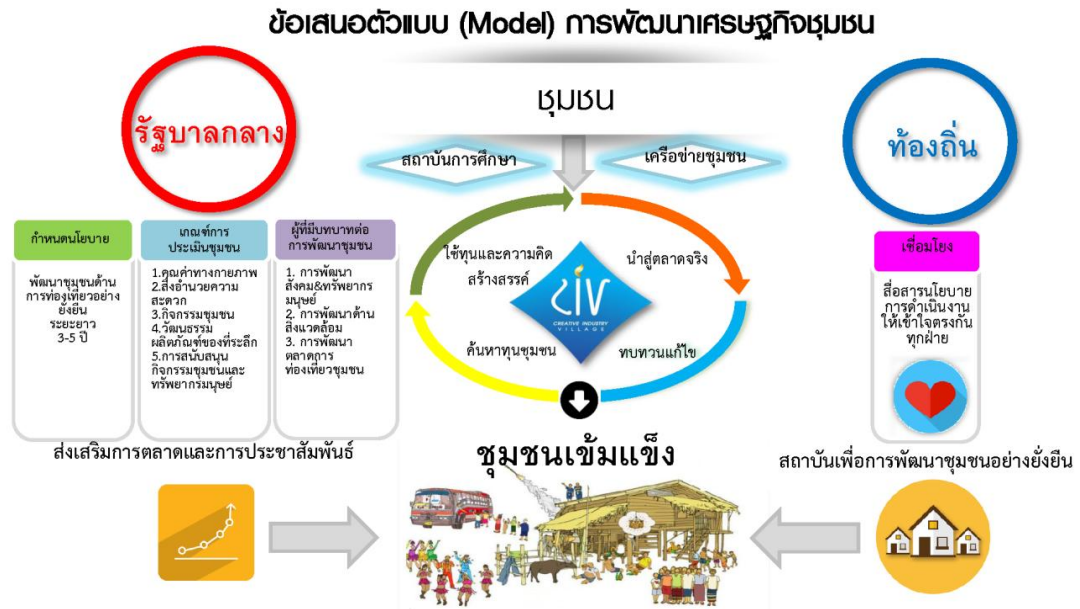 ข้อเสนอตัวแบบ (Model) การพัฒนาเศรษฐกิจชุมชน
รัฐบาลกลาง
กำหนดนโยบาย
พัฒนาชุมชนด้าน
การท่องเที่ยวอย่าง
ยั่งยืน
ระยะยาว
3-5 ปี
เกณฑ์การ
ประเมินชุมชน
1.คุณค่าทางกายภาพ
2.สิ่งอำนวยความ
สะดวก
3.กิจกรรมชุมชน
4.วัฒนธรรม
ผลิตภัณฑ์ของที่ระลึก
5.การสนับสนุน
กิจกรรมชุมชนและ
ทรัพยากรมนุษย์
ผู้ที่มีบทบาทต่อ
การพัฒนาชุมชน
1. การพัฒนา
สังคม&ทรัพยากร
มนุษย์
2. การพัฒนาด้าน
สิ่งแวดล้อม
3. การพัฒนา
ตลาดการ
ท่องเที่ยวชุมชน
ส่งเสริมการตลาดและการประชาสัมพันธ์
ชุมชน
สถาบันการศึกษา
เครือข่ายชุมชน
ใช้ทุนและความคิด
สร้างสรรค์
นำสู่ตลาดจริง
CIV
CREATIVE INDUSTRY
VILLAGE
ค้นหาทุนชุมชน
ทบทวนแก้ไข
ชุมชนเข้มแข็ง
ท้องถิ่น
เชื่อมโยง
สื่อสารนโยบาย
การดำเนินงาน
ให้เข้าใจตรงกัน
ทุกฝ่าย
สถาบันเพื่อการพัฒนาชุมชนอย่างยั่งยืน